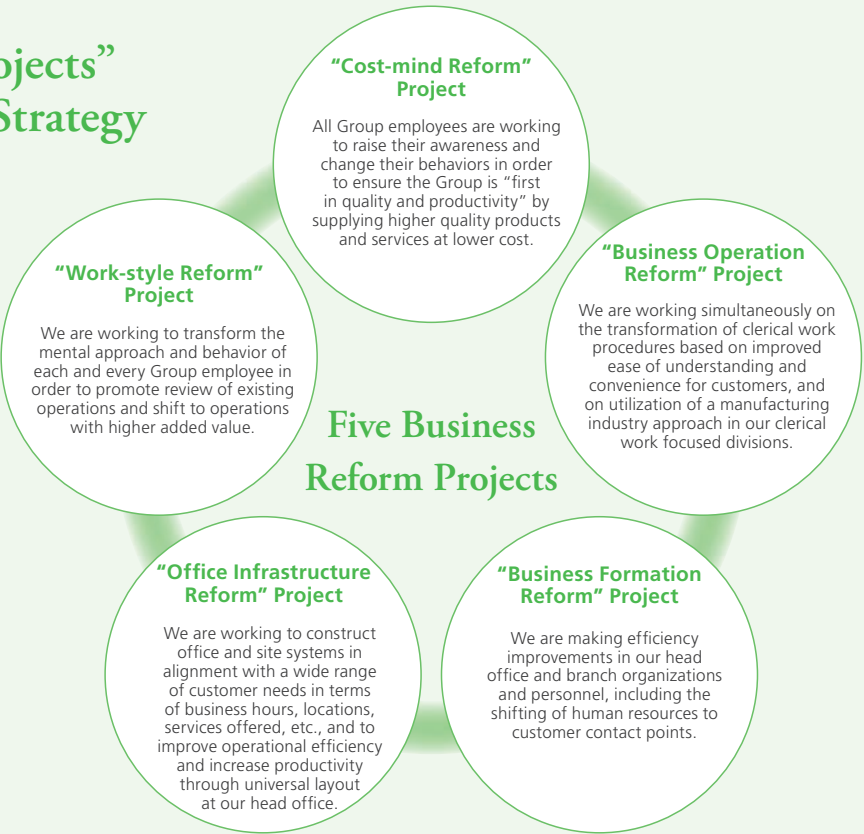 ojects”
Strategy
“Cost-mind Reform”
Project
All Group employees are working
to raise their awareness and
change their behaviors in order
to ensure the Group is “first
in quality and productivity” by
supplying higher quality products
and services at lower cost.
“Work-style Reform”
Project
We are working to transform the
mental approach and behavior of
each and every Group employee in
order to promote review of existing
operations and shift to operations
with higher added value.
“Business Operation
Reform” Project
We are working simultaneously on
the transformation of clerical work
procedures based on improved
ease of understanding and
convenience for customers, and
on utilization of a manufacturing
industry approach in our clerical
work focused divisions.
Five Business
Reform Projects
“Office Infrastructure
Reform” Project
We are working to construct
office and site systems in
alignment with a wide range
of customer needs in terms
of business hours, locations,
services offered, etc., and to
improve operational efficiency
and increase productivity
through universal layout
at our head office.
“Business Formation
Reform” Project
We are making efficiency
improvements in our head
office and branch organizations
and personnel, including the
shifting of human resources to
customer contact points.